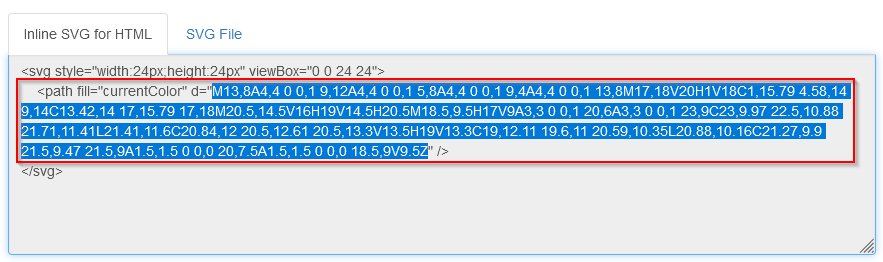 Inline SVG for HTML
SVG File
<svg style="width:24px;height:24px" viewBox="0 0 24 24">
<path fill="currentColor" d="M13,8A4,4 0 0,1 9,12A4,4 0 0,1 5,8A4,4 0 0,1 9,4A4,4 0 0,1 13,8M17,18V20H1V18C1,15.79 4.58,14
9,14C13.42,14 17,15.79 17,18M20.5,14.5V16H19V14.5H20.5M18.5,9.5H17V9A3,3 0 0,1 20,6A3,3 0 0,1 23,9C23,9.97 22.5,10.88
21.71,11.41L21.41,11.6C20.84,12 20.5,12.61 20.5,13.3V13.5H19V13.3C19,12.11 19.6,11 20.59,10.35L20.88,10.16C21.27,9.9
21.5,9.47 21.5,9A1.5,1.5 0 0,0 20,7.5A1.5,1.5 0 0,0 18.5,9V9.5Z" />
</svg>